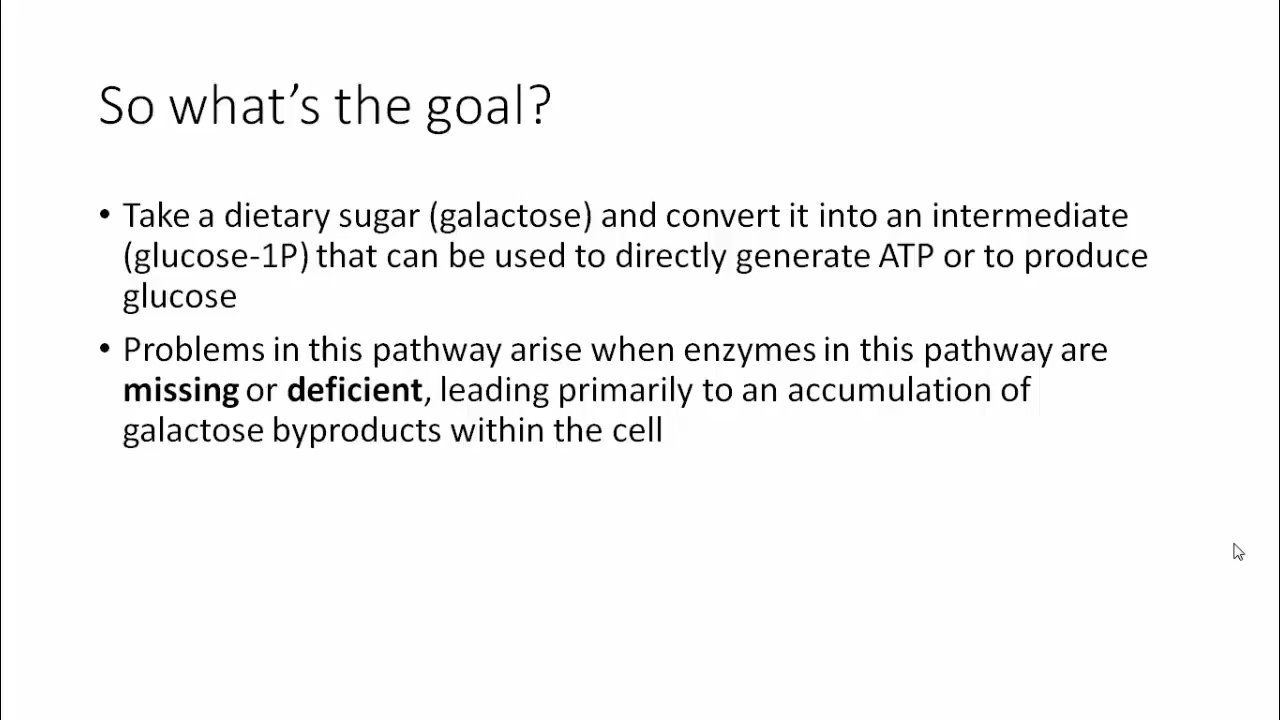 So what’s the goal?
• Take a dietary sugar (galactose) and convert it into an intermediate
(glucose-1P) that can be used to directly generate ATP or to produce
glucose
• Problems in this pathway arise when enzymes in this pathway are
missing or deficient, leading primarily to an accumulation of
galactose byproducts within the cell